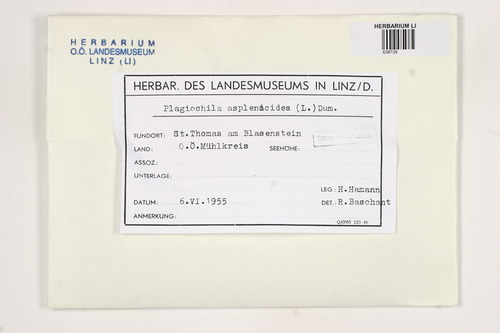 HERBARIUM
O.Ö. LANDESMUSEUM
LINZ (LI)
HERBARIUM LI
HERBAR. DES LANDESMUSEUMS IN LINZ/D.
Plagiochila asplenioides (L.) Dum.
FUNDORT: St.Thomas am Blasenstein
LAND: O.Ö.Mühlkreis SEEHÖHE:
ASSOZ.:
UNTERLAGE:
LEG.: H.Hamann
DATUM: 6.VI.1955 DET.: R.Baschant
ANMERKUNG: